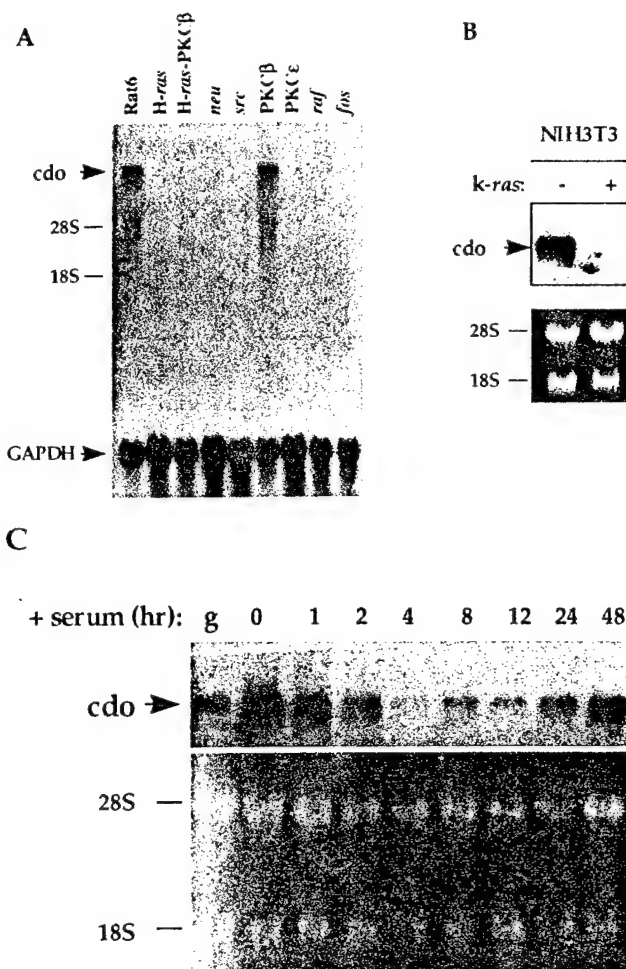 A
Rat6
H-ras
H-ras-PKCβ
neu
src
PKCβ
PKCε
raf
fos
cdo
28S
18S
GAPDH
B
NIH3T3
k-ras: - +
cdo
28S
18S
C
+ serum (hr): g 0 1 2 4 8 12 24 48
cdo
28S
18S